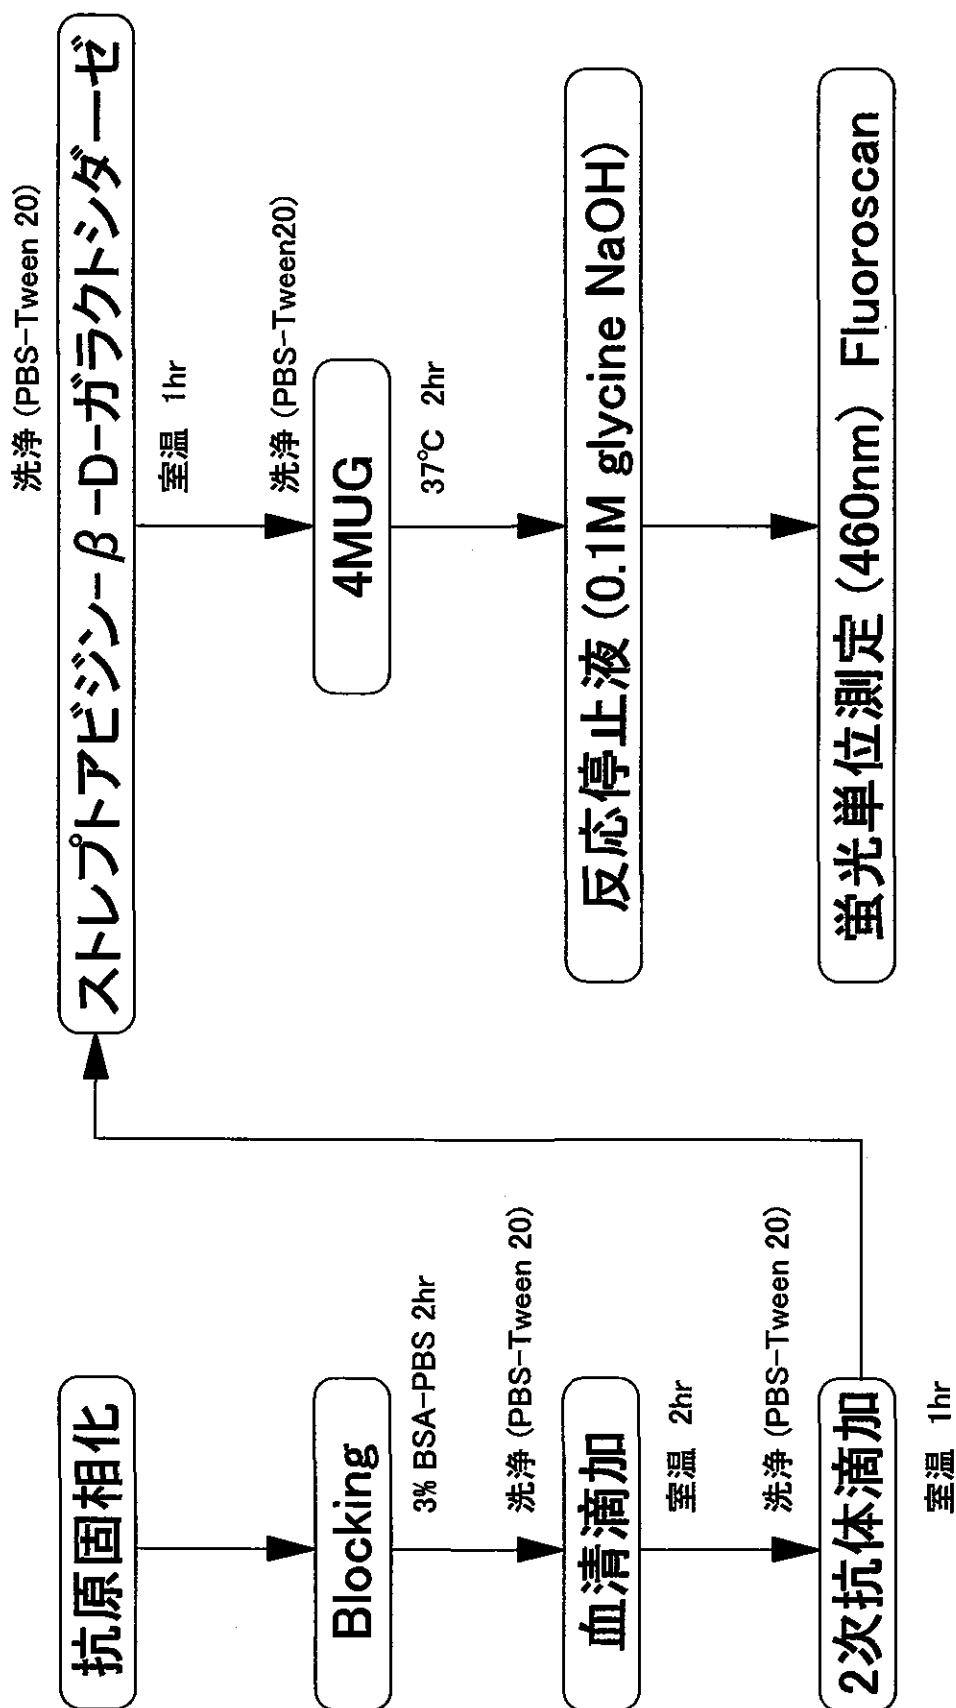 抗原固相化
Blocking
3% BSA-PBS 2hr
洗浄 (PBS-Tween 20)
血清滴加
室温 2hr
洗浄 (PBS-Tween 20)
2次抗体滴加
室温 1hr
洗浄 (PBS-Tween 20)
ストレプトアビジン-β-D-ガラクトシダーゼ
室温 1hr
洗浄 (PBS-Tween20)
4MUG
37℃ 2hr
反応停止液 (0.1M glycine NaOH)
蛍光単位測定 (460nm) Fluoroscan